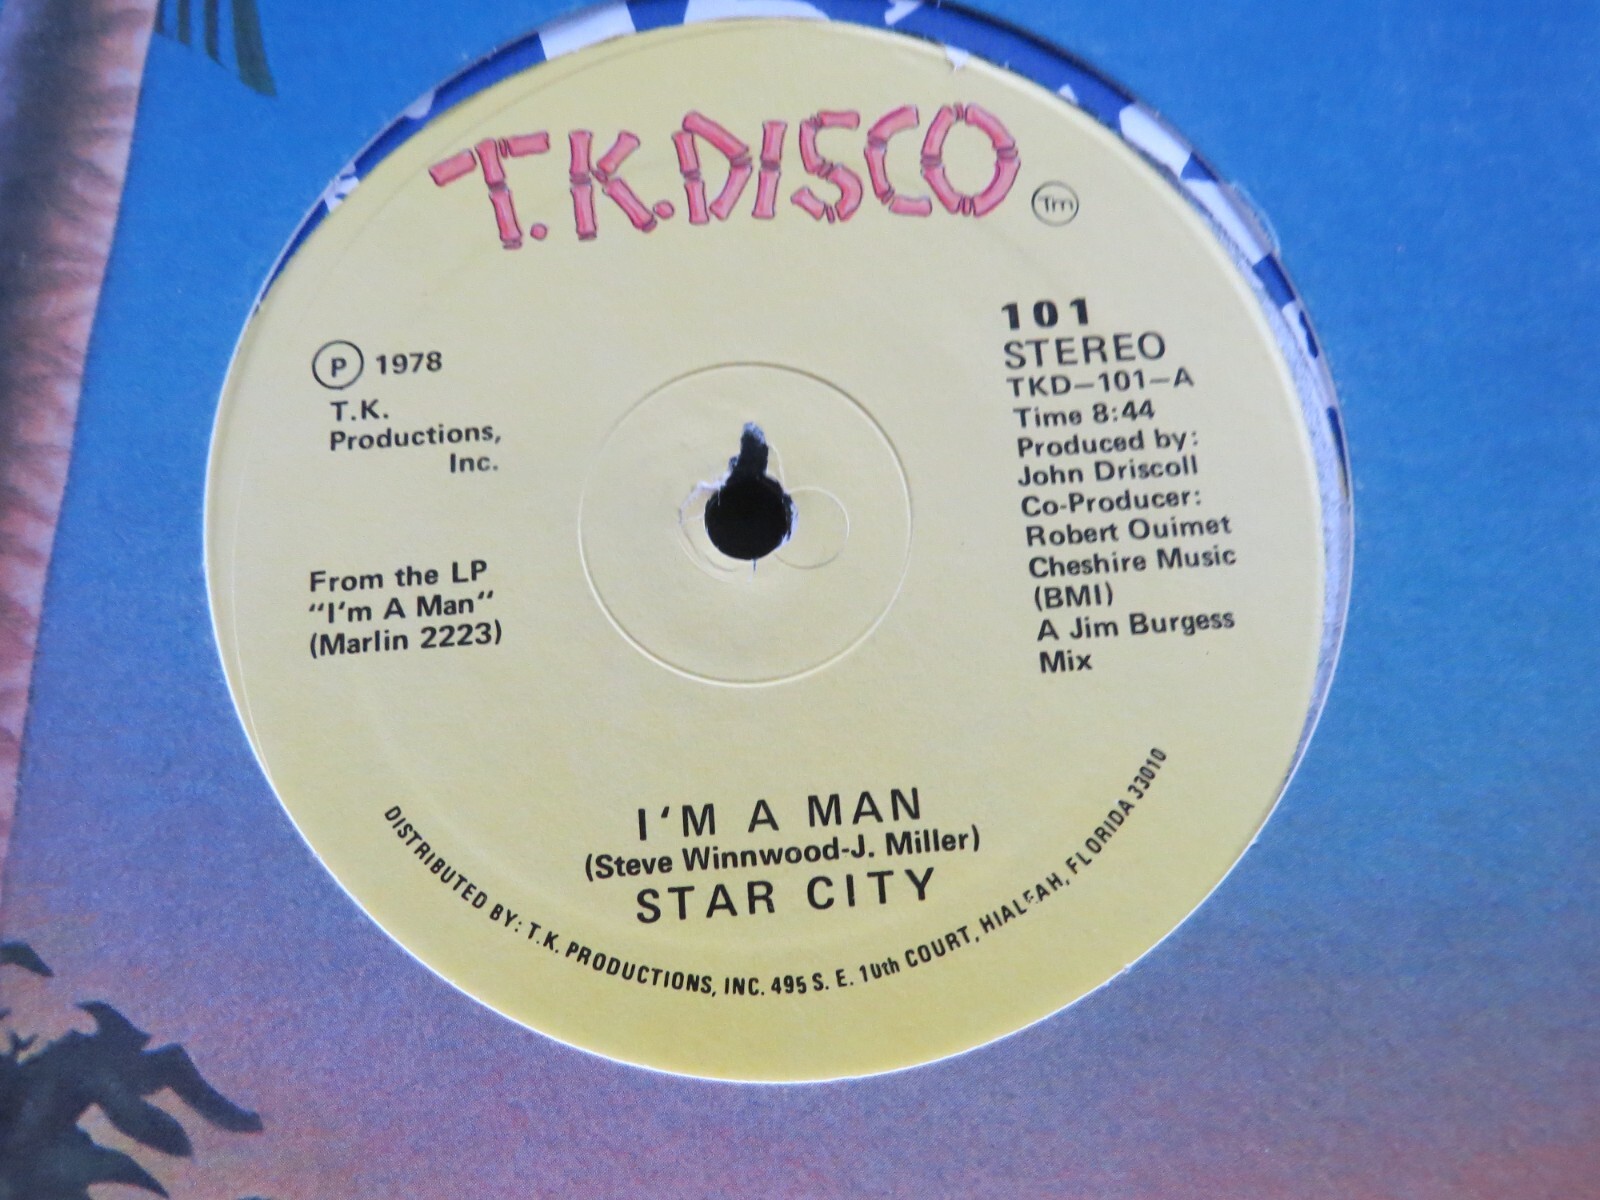 T.K.DISCO
Tm
P 1978
T.K.
Productions,
Inc.
From the LP
"I'm A Man"
(Marlin 2223)
101
STEREO
TKD-101-A
Time 8:44
Produced by:
John Driscoll
Co-Producer:
Robert Ouimet
Cheshire Music
(BMI)
A Jim Burgess
Mix
I'M A MAN
(Steve Winnwood-J. Miller)
STAR CITY
DISTRIBUTED BY: T.K. PRODUCTIONS, INC. 495 S. E. 10th COURT, HIALEAH, FLORIDA 33010